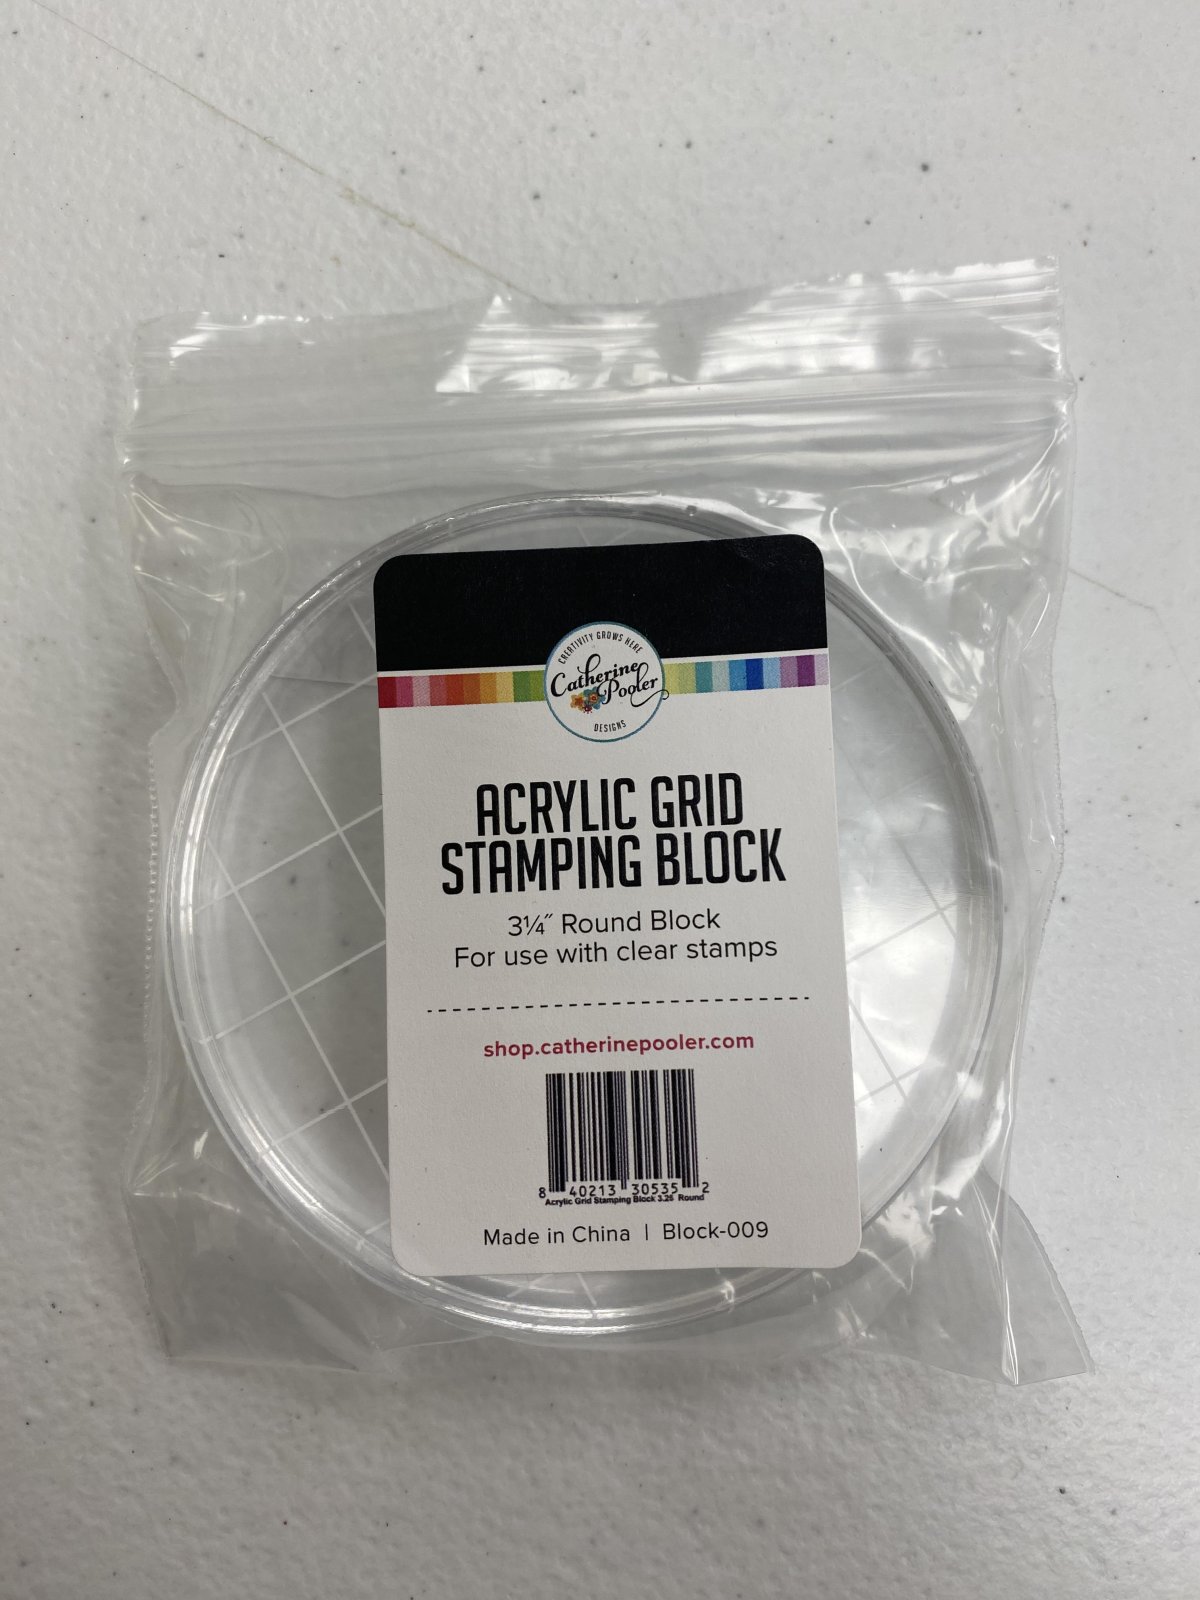 CREATIVITY GROWS HERE
Catherine
Pooler
DESIGNS
ACRYLIC GRID
STAMPING BLOCK
3¼˝ Round Block
For use with clear stamps
shop.catherinepooler.com
8 40213 30535 2
Acrylic Grid Stamping Block 3.25 Round
Made in China | Block-009